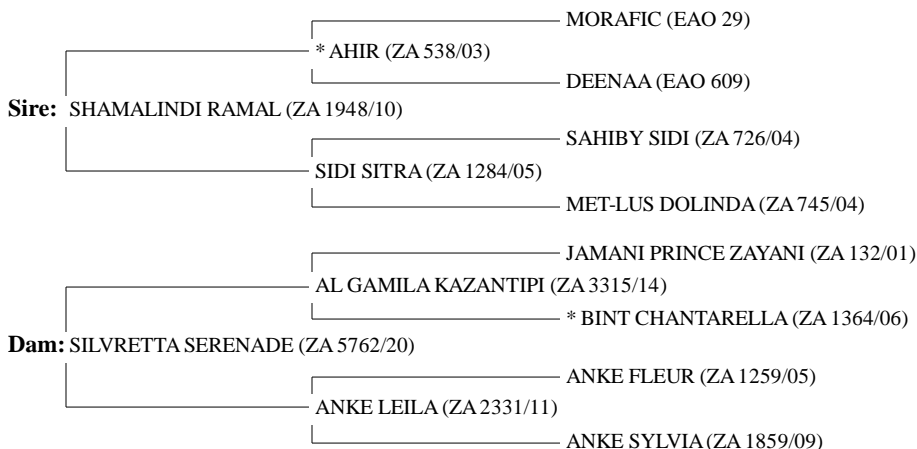 MORAFIC (EAO 29)
* AHIR (ZA 538/03)
DEENAA (EAO 609)
Sire: SHAMALINDI RAMAL (ZA 1948/10)
SAHIBY SIDI (ZA 726/04)
SIDI SITRA (ZA 1284/05)
MET-LUS DOLINDA (ZA 745/04)
JAMANI PRINCE ZAYANI (ZA 132/01)
AL GAMILA KAZANTIPI (ZA 3315/14)
* BINT CHANTARELLA (ZA 1364/06)
Dam: SILVRETTA SERENADE (ZA 5762/20)
ANKE FLEUR (ZA 1259/05)
ANKE LEILA (ZA 2331/11)
ANKE SYLVIA (ZA 1859/09)